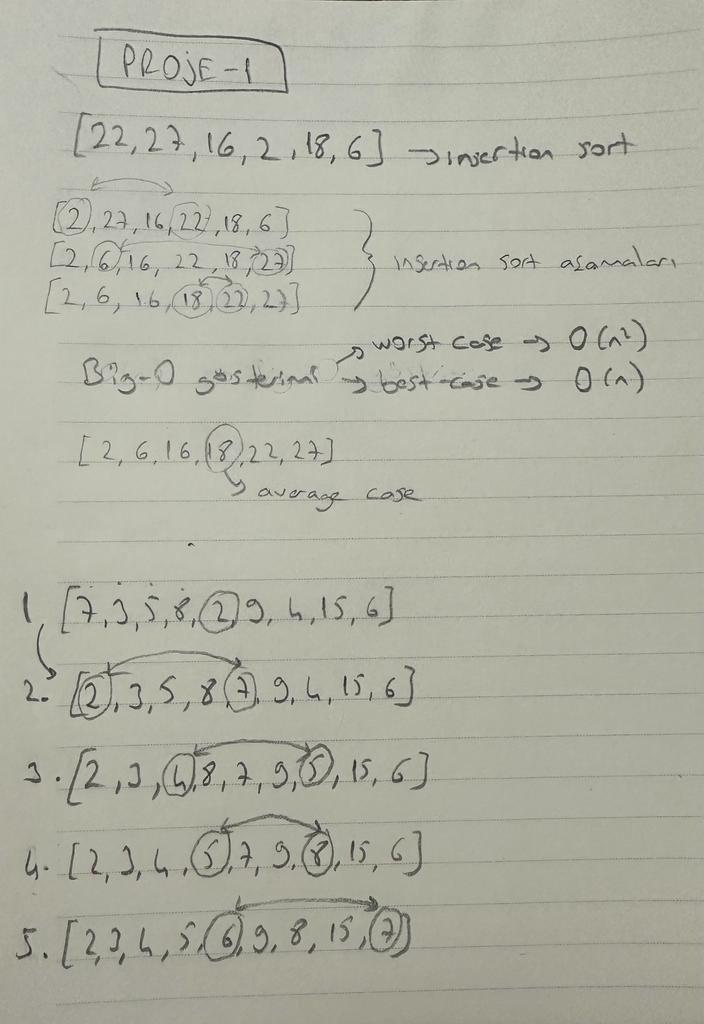 PROJE-1
[22, 27, 16, 2, 18, 6] → insertion sort
[2, 27, 16, 22, 18, 6]
[2, 6, 16, 22, 18, 27]
insertion sort aşamaları
[2, 6, 16, 18, 22, 27]
worst case → O(n²)
Big-O gösterimi → best-case → O(n)
[2, 6, 16, 18, 22, 27]
→ average case
1 [7, 3, 5, 8, 2, 9, 4, 15, 6]
2. [2, 3, 5, 8, 7, 9, 4, 15, 6]
3. [2, 3, 4, 8, 7, 9, 5, 15, 6]
4. [2, 3, 4, 5, 7, 9, 8, 15, 6]
5. [2, 3, 4, 5, 6, 9, 8, 15, 7]